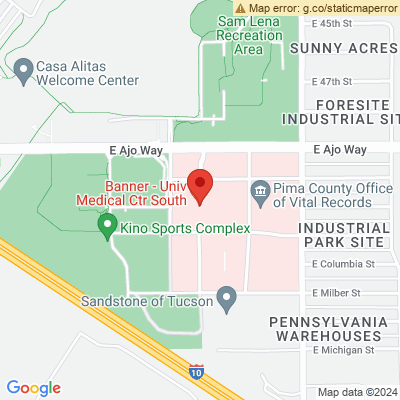 Map error: g.co/staticmaperror
E 45th St
Sam Lena
Recreation
Area
SUNNY ACRES
Casa Alitas
Welcome Center
E 47th St
FORESITE
INDUSTRIAL SIT
E Ajo Way
E Ajo Way
Banner - Univ
Medical Ctr South
Pima County Office
of Vital Records
Kino Sports Complex
INDUSTRIAL
PARK SITE
E Columbia St
Sandstone of Tucson
E Milber St
PENNSYLVANIA
WAREHOUSES
E Michigan St
10
Google
Map data ©2024